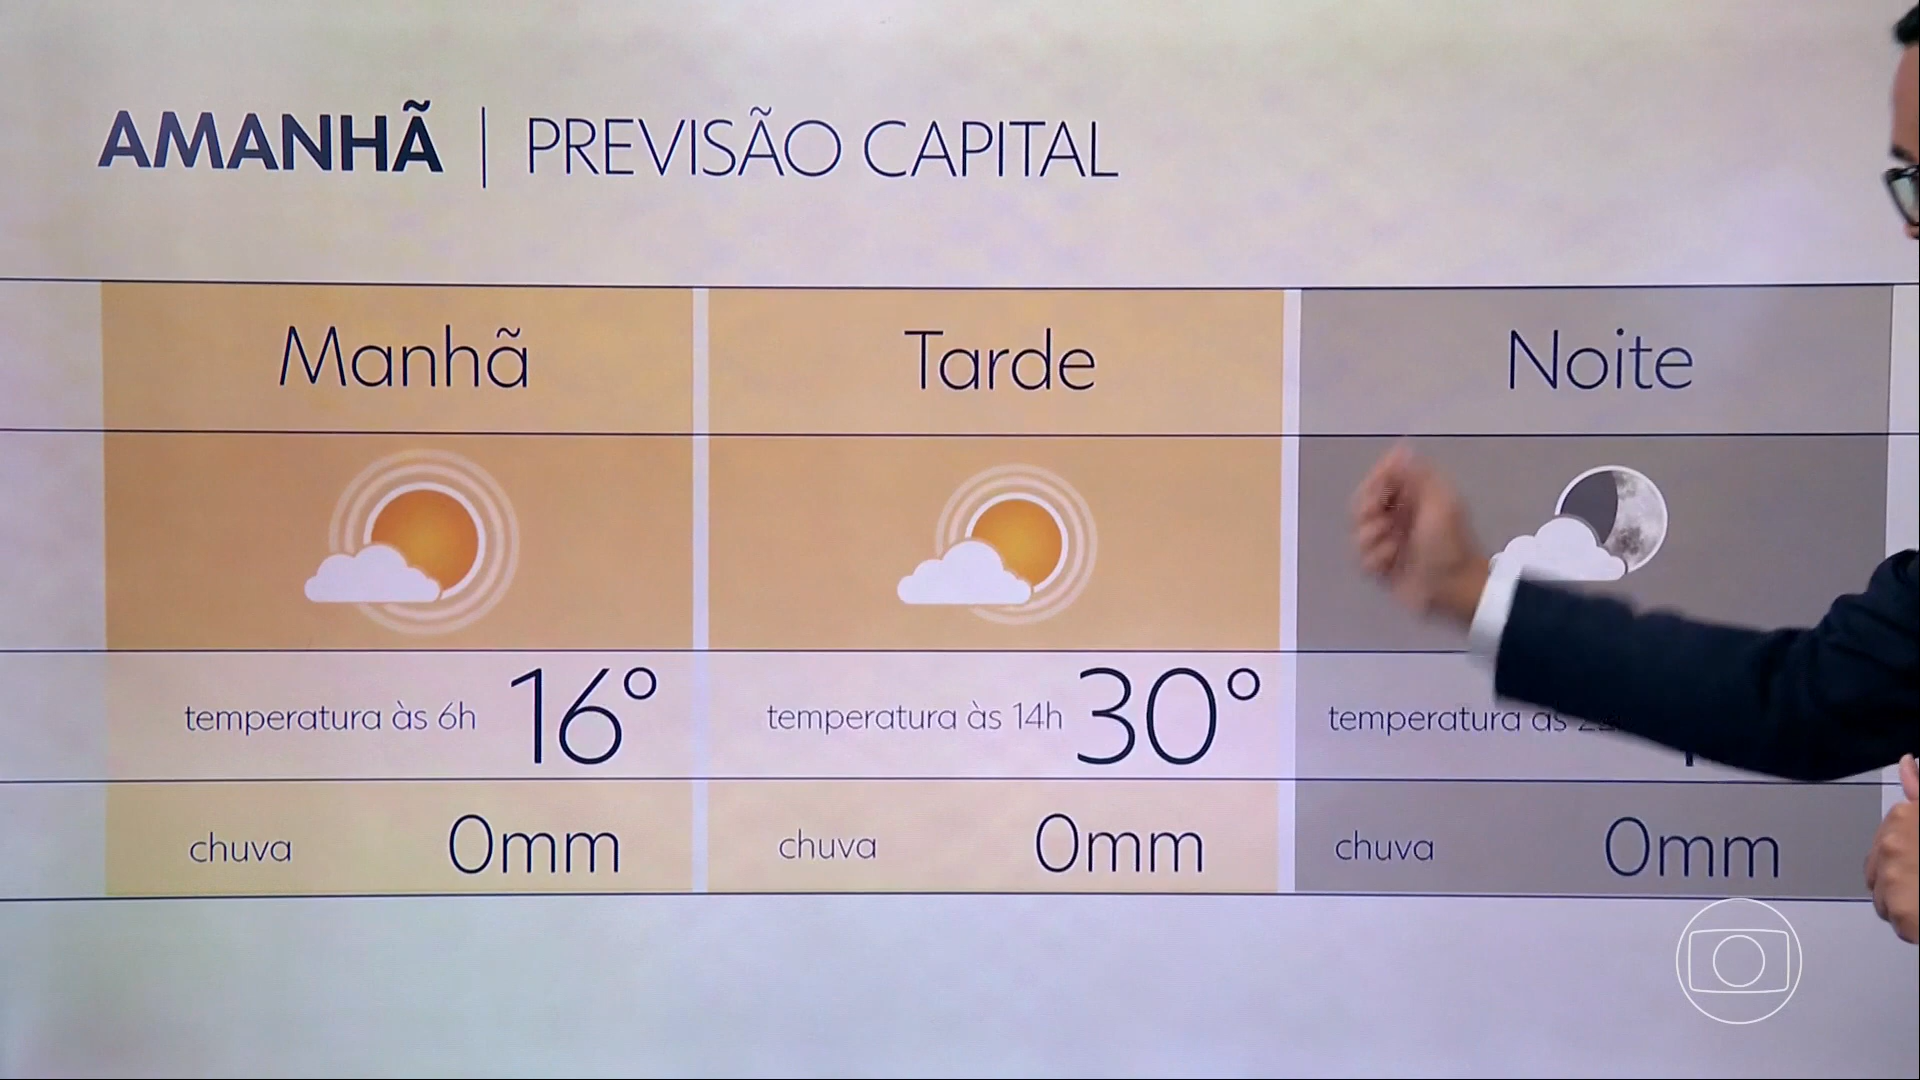 AMANHÃ | PREVISÃO CAPITAL
Manhã
Tarde
Noite
temperatura às 6h 16°
temperatura às 14h 30°
temperatura às
chuva 0mm
chuva 0mm
chuva 0mm